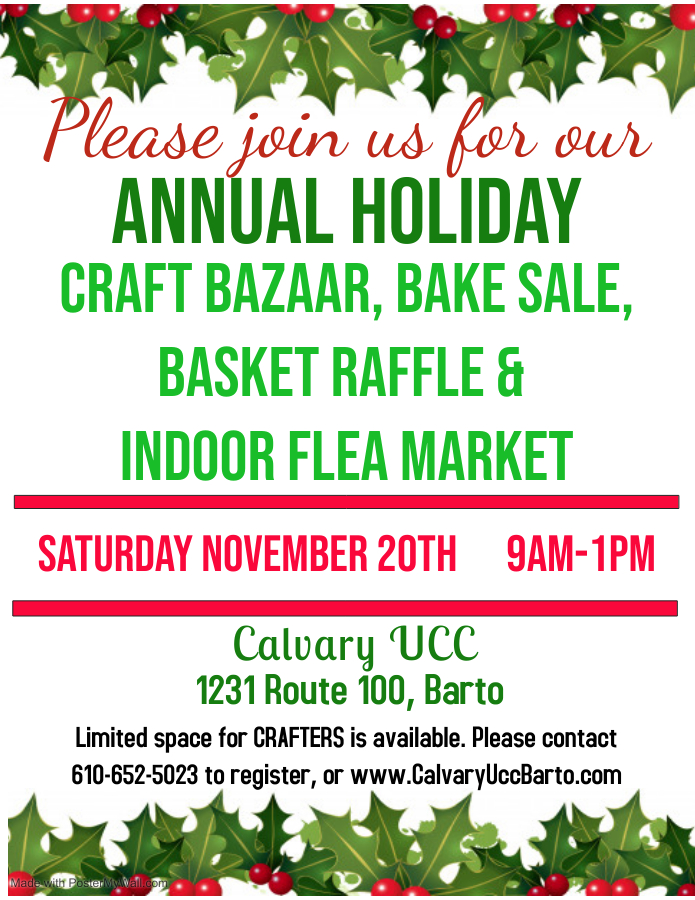 Please join us for our
ANNUAL HOLIDAY
CRAFT BAZAAR, BAKE SALE,
BASKET RAFFLE &
INDOOR FLEA MARKET
SATURDAY NOVEMBER 20TH 9AM-1PM
Calvary UCC
1231 Route 100, Barto
Limited space for CRAFTERS is available. Please contact
610-652-5023 to register, or www.CalvaryUccBarto.com
Made with PosterMyWall.com